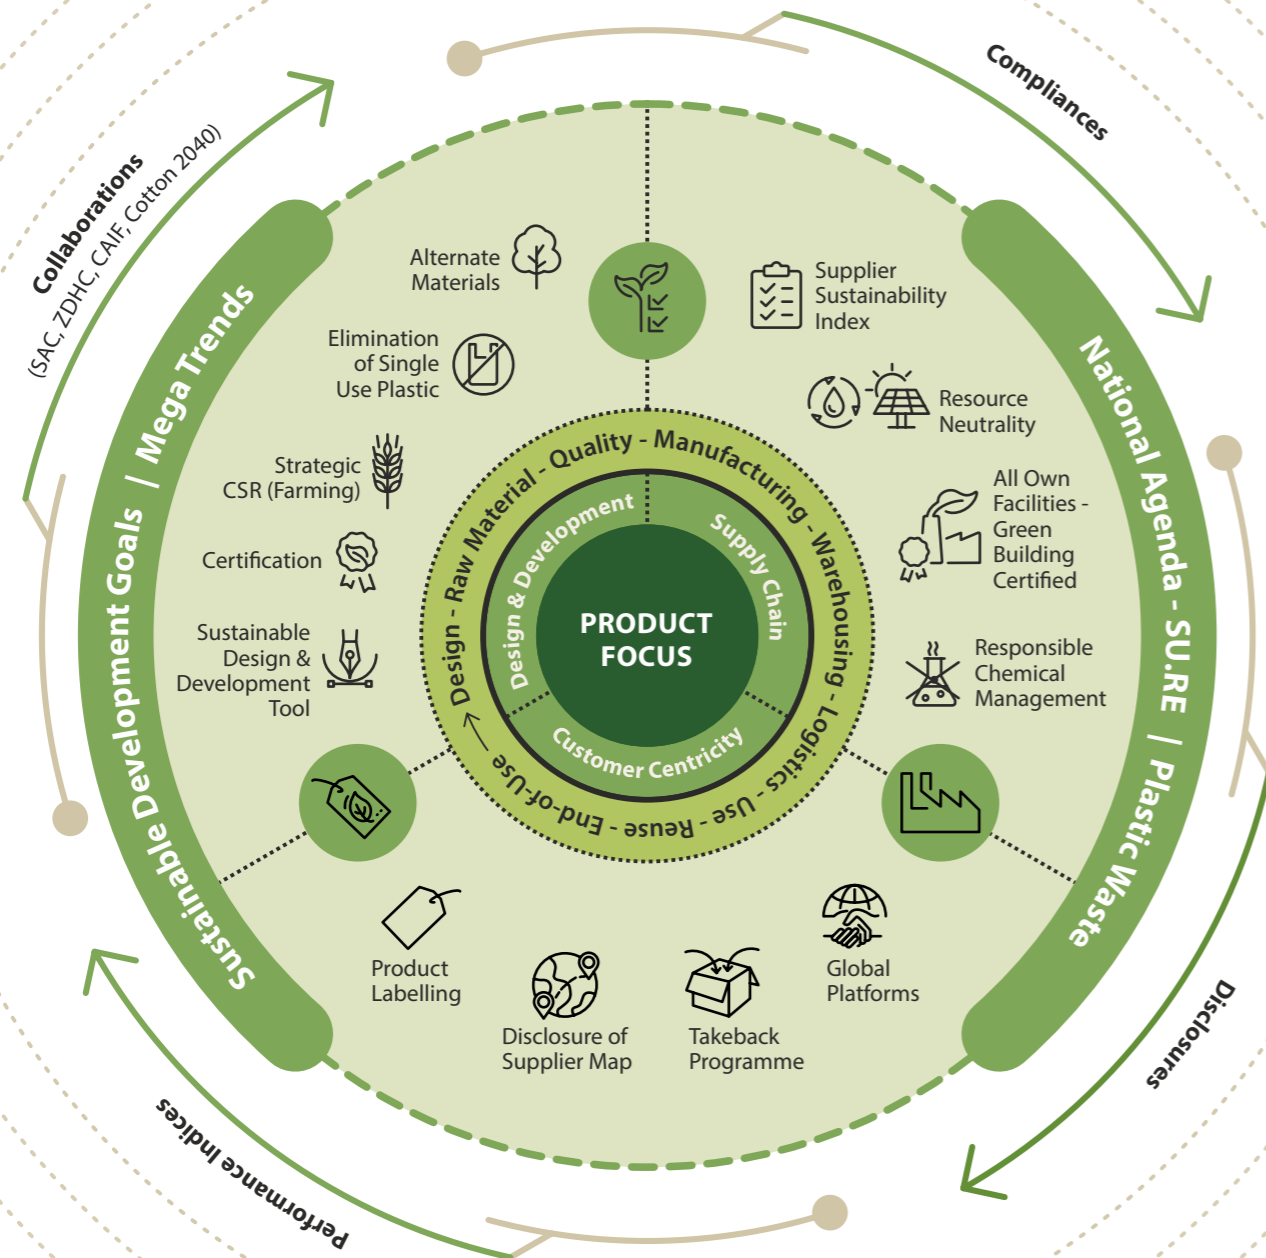 Compliances
Collaborations
(SAC, ZDHC, CAIF, Cotton 2040)
Sustainable Development Goals | Mega Trends
National Agenda - SU.RE | Plastic Waste
Alternate
Materials
Elimination
of Single
Use Plastic
Strategic
CSR (Farming)
Certification
Sustainable
Design &
Development
Tool
Supplier
Sustainability
Index
Resource
Neutrality
All Own
Facilities -
Green
Building
Certified
Responsible
Chemical
Management
Design - Raw Material - Quality - Manufacturing - Warehousing - Logistics - Use - Reuse - End-of-Use
Design & Development
Supply Chain
Customer Centricity
PRODUCT
FOCUS
Product
Labelling
Disclosure of
Supplier Map
Takeback
Programme
Global
Platforms
Disclosures
Performance Indices